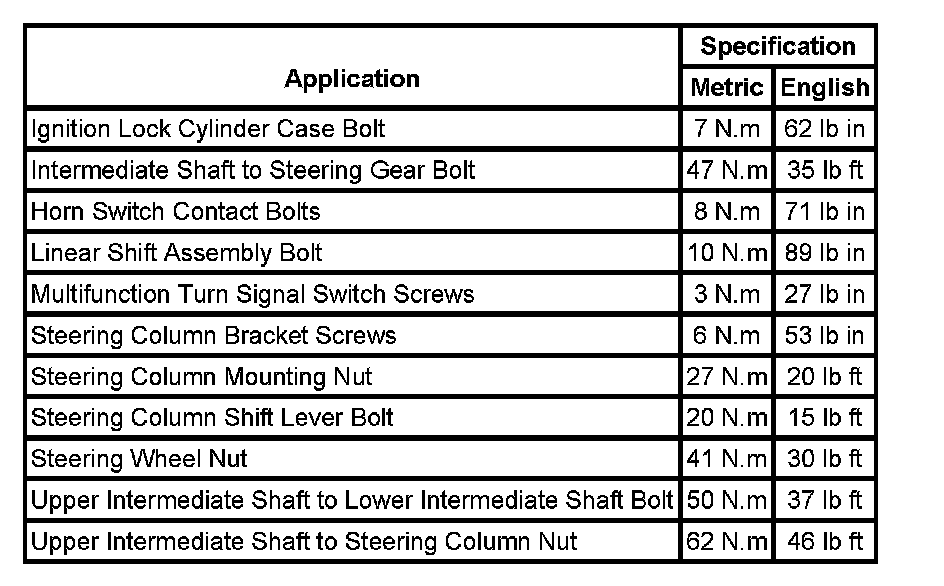 Application
Specification
Metric English
Ignition Lock Cylinder Case Bolt 7 N.m 62 lb in
Intermediate Shaft to Steering Gear Bolt 47 N.m 35 lb ft
Horn Switch Contact Bolts 8 N.m 71 lb in
Linear Shift Assembly Bolt 10 N.m 89 lb in
Multifunction Turn Signal Switch Screws 3 N.m 27 lb in
Steering Column Bracket Screws 6 N.m 53 lb in
Steering Column Mounting Nut 27 N.m 20 lb ft
Steering Column Shift Lever Bolt 20 N.m 15 lb ft
Steering Wheel Nut 41 N.m 30 lb ft
Upper Intermediate Shaft to Lower Intermediate Shaft Bolt 50 N.m 37 lb ft
Upper Intermediate Shaft to Steering Column Nut 62 N.m 46 lb ft